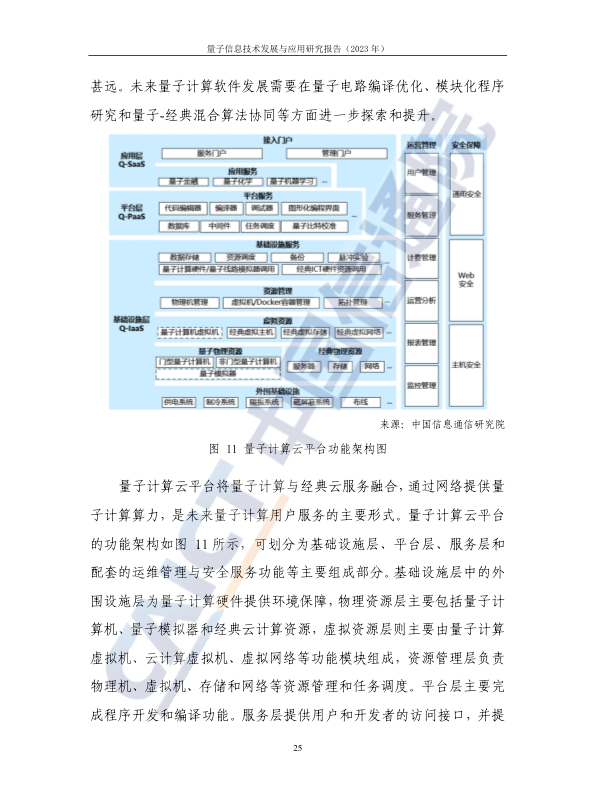 量子信息技术发展与应用研究报告（2023 年）
甚远。未来量子计算软件发展需要在量子电路编译优化、模块化程序
研究和量子-经典混合算法协同等方面进一步探索和提升。
接入门户
运营管理
安全保障
应用层
Q-SaaS
服务门户
管理门户
应用服务
量子金融
量子化学
量子机器学习
...
用户管理
通用安全
平台层
Q-PaaS
平台服务
代码编辑器
编译器
调试器
图形化编程界面
数据库
中间件
任务调度
量子比特校准
...
服务管理
基础设施层
Q-IaaS
基础设施服务
数据存储
资源调度
备份
脉冲实验
量子计算硬件/量子线路模拟器调用
经典ICT硬件资源调用
...
计费管理
Web
安全
资源管理
物理机管理
虚拟机/Docker容器管理
拓扑管理
...
运营分析
虚拟资源
量子计算机虚拟机
经典虚拟主机
经典虚拟存储
经典虚拟网络
...
报表管理
主机安全
量子物理资源
经典物理资源
门型量子计算机
非门型量子计算机
量子模拟器
服务器
存储
网络
...
监控管理
外围基础设施
供电系统
制冷系统
隔振系统
磁屏蔽系统
布线
...
来源：中国信息通信研究院
图 11 量子计算云平台功能架构图
量子计算云平台将量子计算与经典云服务融合，通过网络提供量
子计算算力，是未来量子计算用户服务的主要形式。量子计算云平台
的功能架构如图 11 所示，可划分为基础设施层、平台层、服务层和
配套的运维管理与安全服务功能等主要组成部分。基础设施层中的外
围设施层为量子计算硬件提供环境保障，物理资源层主要包括量子计
算机、量子模拟器和经典云计算资源，虚拟资源层则主要由量子计算
虚拟机、云计算虚拟机、虚拟网络等功能模块组成，资源管理层负责
物理机、虚拟机、存储和网络等资源管理和任务调度。平台层主要完
成程序开发和编译功能。服务层提供用户和开发者的访问接口，并提
25
CAICT 中国信通院